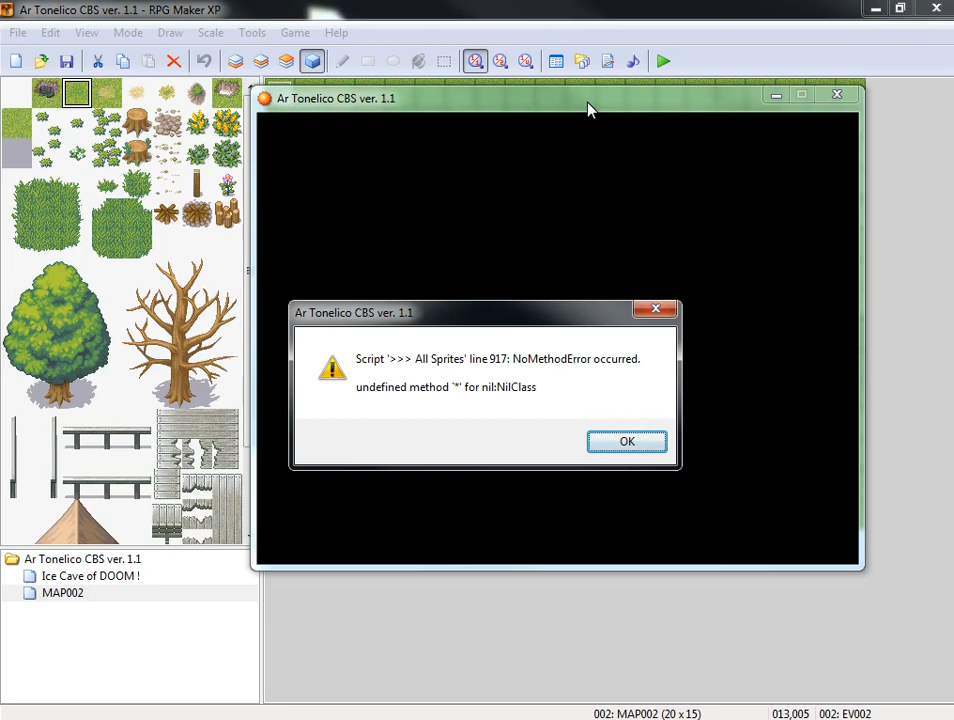 Ar Tonelico CBS ver. 1.1 - RPG Maker XP
File Edit View Mode Draw Scale Tools Game Help
Ar Tonelico CBS ver. 1.1
Ar Tonelico CBS ver. 1.1
Script '>>> All Sprites' line 917: NoMethodError occurred.
undefined method `*' for nil:NilClass
OK
Ar Tonelico CBS ver. 1.1
Ice Cave of DOOM !
MAP002
002: MAP002 (20 x 15) 013,005 002: EV002